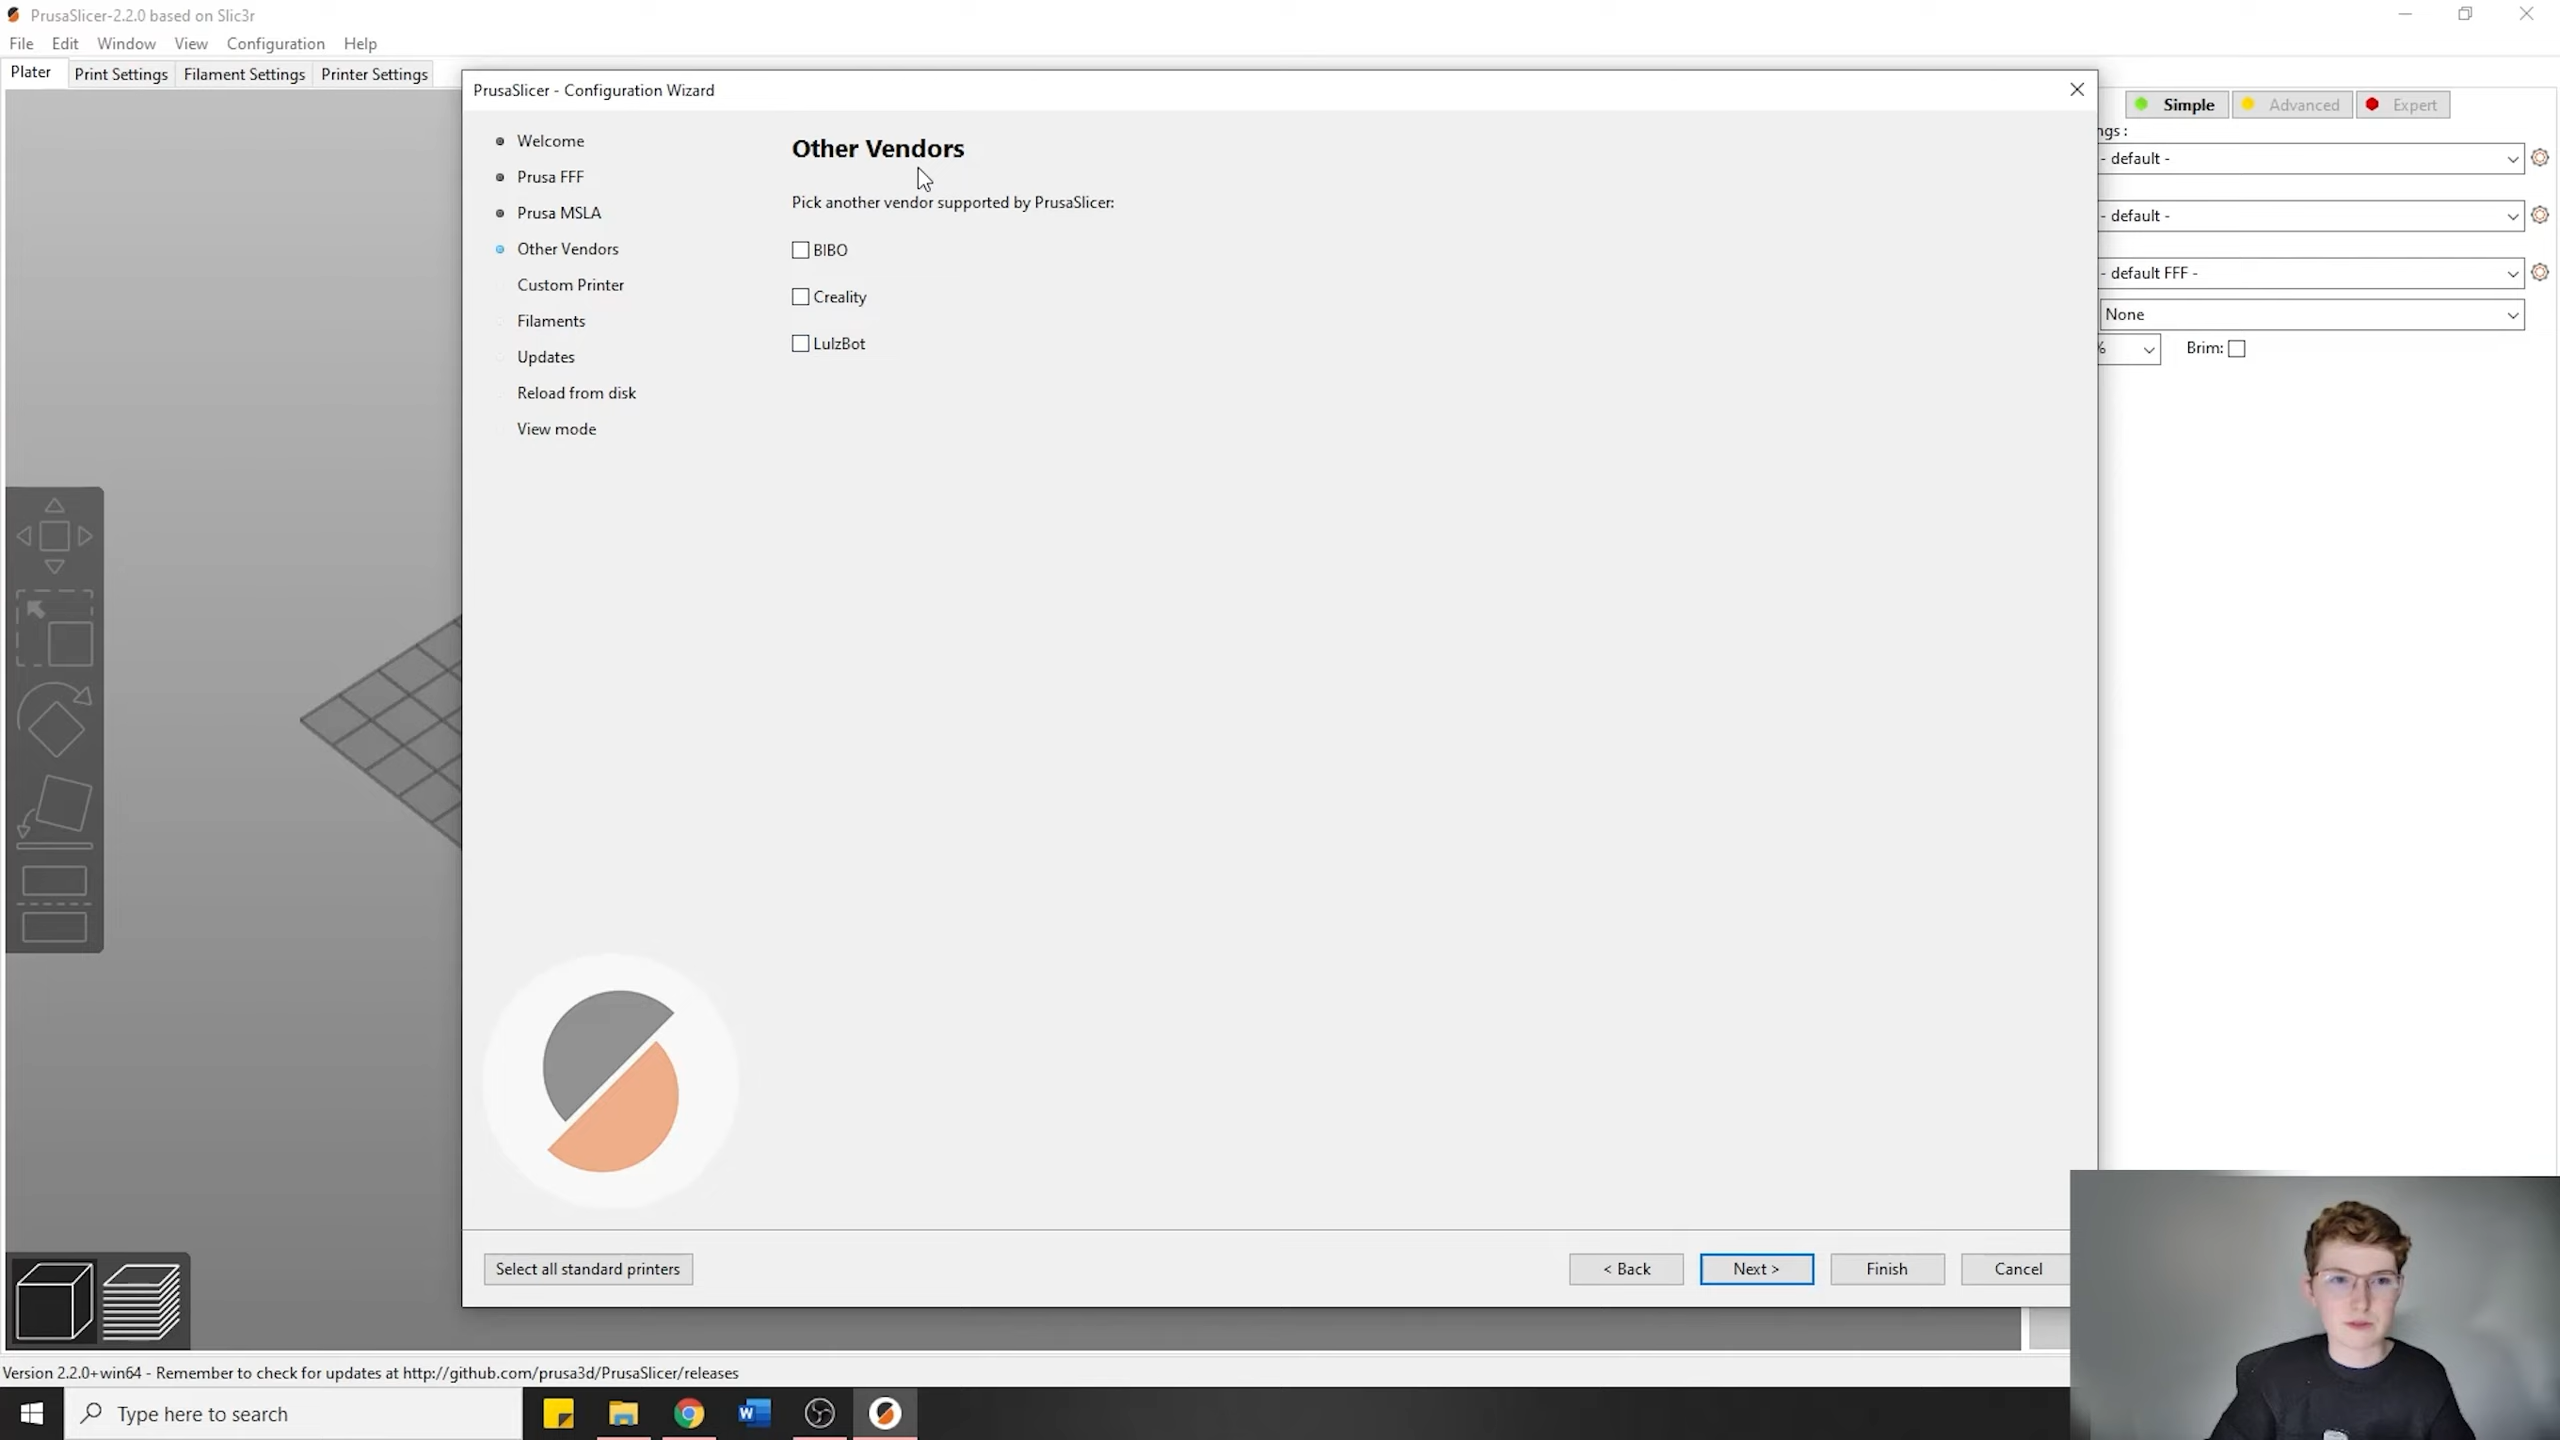 PrusaSlicer-2.2.0 based on Slic3r
File Edit Window View Configuration Help
Plater Print Settings Filament Settings Printer Settings
PrusaSlicer - Configuration Wizard
Welcome
Prusa FFF
Prusa MSLA
Other Vendors
Custom Printer
Filaments
Updates
Reload from disk
View mode
Other Vendors
Pick another vendor supported by PrusaSlicer:
BIBO
Creality
LulzBot
Select all standard printers
< Back Next > Finish Cancel
Simple Advanced Expert
ngs :
- default -
- default -
- default FFF -
None
% Brim:
Version 2.2.0+win64 - Remember to check for updates at http://github.com/prusa3d/PrusaSlicer/releases
Type here to search
W